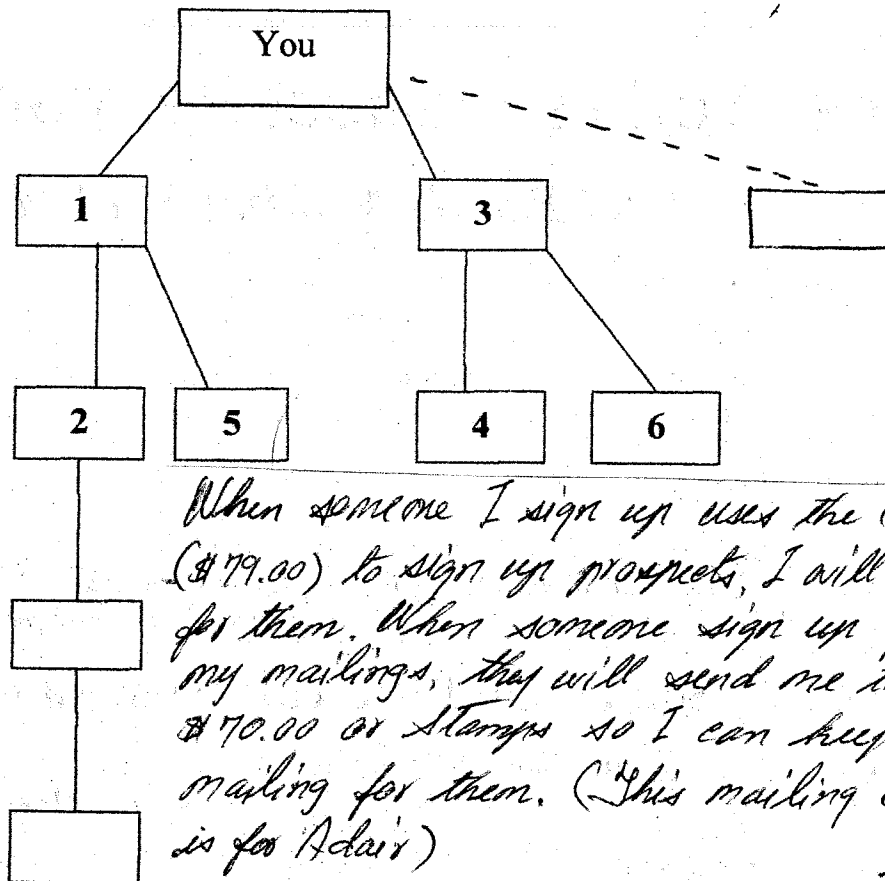 You
1
3
2
5
4
6
When someone I sign up uses the
($79.00) to sign up prospects, I will
for them. When someone sign up
my mailings, they will send me
$70.00 or Stamps so I can keep
mailing for them. (This mailing
is for Adair)